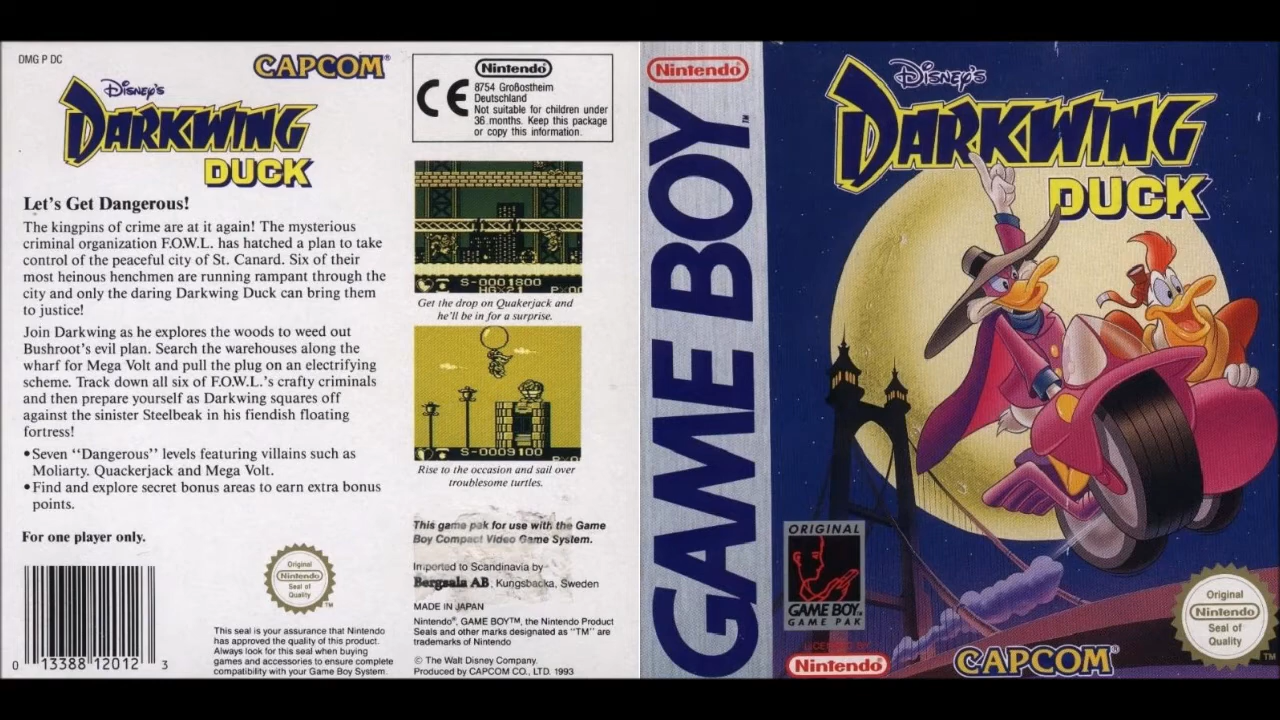 DMG P DC
CAPCOM®
DISNEY'S
DARKWING
DUCK
Let's Get Dangerous!
The kingpins of crime are at it again! The mysterious
criminal organization F.O.W.L. has hatched a plan to take
control of the peaceful city of St. Canard. Six of their
most heinous henchmen are running rampant through the
city and only the daring Darkwing Duck can bring them
to justice!
Join Darkwing as he explores the woods to weed out
Bushroot's evil plan. Search the warehouses along the
wharf for Mega Volt and pull the plug on an electrifying
scheme. Track down all six of F.O.W.L.'s crafty criminals
and then prepare yourself as Darkwing squares off
against the sinister Steelbeak in his fiendish floating
fortress!
•Seven "Dangerous" levels featuring villains such as
Moliarty, Quackerjack and Mega Volt.
•Find and explore secret bonus areas to earn extra bonus
points.
For one player only.
0 13388 12012 3
Original
Nintendo
Seal of
Quality
TM
This seal is your assurance that Nintendo
has approved the quality of this product.
Always look for this seal when buying
games and accessories to ensure complete
compatibility with your Game Boy System.
CE
Nintendo
8754 Großostheim
Deutschland
Not suitable for children under
36 months. Keep this package
or copy this information.
S-0001800
HG×21
Get the drop on Quakerjack and
he'll be in for a surprise.
S-0009100
Rise to the occasion and sail over
troublesome turtles.
This game pak for use with the Game
Boy Compact Video Game System.
Imported to Scandinavia by
Bergsala AB, Kungsbacka, Sweden
MADE IN JAPAN
Nintendo®, GAME BOY™, the Nintendo Product
Seals and other marks designated as "TM" are
trademarks of Nintendo
© The Walt Disney Company.
Produced by CAPCOM CO., LTD. 1993
Nintendo
GAME BOY™
DISNEY'S
DARKWING
DUCK
ORIGINAL
GAME BOY™
GAME PAK
LICENSED BY
Nintendo
CAPCOM®
Original
Nintendo
Seal of
Quality
TM